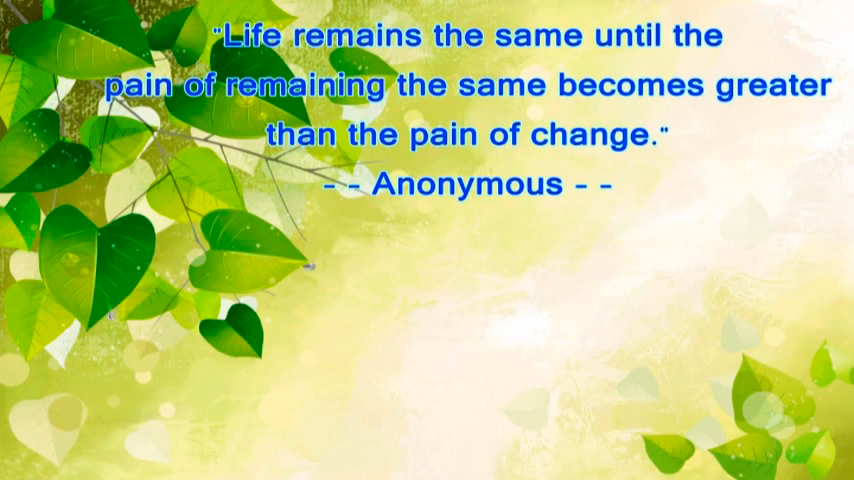 "Life remains the same until the
pain of remaining the same becomes greater
than the pain of change."
- - Anonymous - -